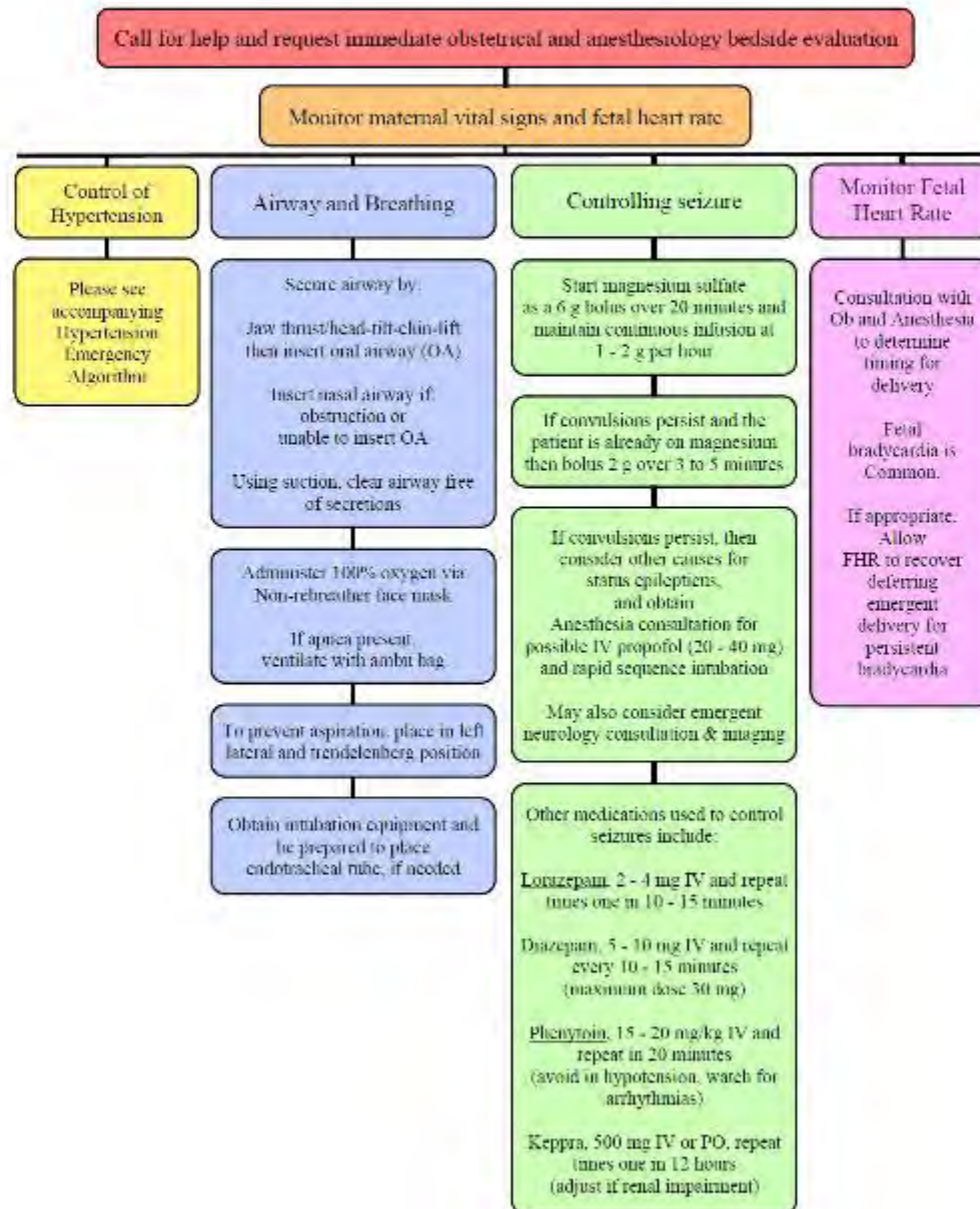 Call for help and request immediate obstetrical and anesthesiology bedside evaluation
Monitor maternal vital signs and fetal heart rate
Control of
Hypertension
Please see
accompanying
Hypertension
Emergency
Algorithm
Airway and Breathing
Secure airway by:
Jaw thrust/head-tilt-chin-lift
then insert oral airway (OA)
Insert nasal airway if
obstruction or
unable to insert OA
Using suction, clear airway free
of secretions
Administer 100% oxygen via
Non-rebreather face mask
If apnea present,
ventilate with ambu bag
To prevent aspiration, place in left
lateral and trendelenberg position
Obtain intubation equipment and
be prepared to place
endotracheal tube, if needed
Controlling seizure
Start magnesium sulfate
as a 6 g bolus over 20 minutes and
maintain continuous infusion at
1 - 2 g per hour
If convulsions persist and the
patient is already on magnesium
then bolus 2 g over 3 to 5 minutes
If convulsions persist, then
consider other causes for
status epilepticus,
and obtain
Anesthesia consultation for
possible IV propofol (20 - 40 mg)
and rapid sequence intubation
May also consider emergent
neurology consultation & imaging
Other medications used to control
seizures include:
Lorazepam, 2 - 4 mg IV and repeat
times one in 10 - 15 minutes
Diazepam, 5 - 10 mg IV and repeat
every 10 - 15 minutes
(maximum dose 30 mg)
Phenytoin, 15 - 20 mg/kg IV and
repeat in 20 minutes
(avoid in hypotension, watch for
arrhythmias)
Keppra, 500 mg IV or PO, repeat
times one in 12 hours
(adjust if renal impairment)
Monitor Fetal
Heart Rate
Consultation with
Ob and Anesthesia
to determine
timing for
delivery
Fetal
bradycardia is
Common.
If appropriate,
Allow
FHR to recover
deferring
emergent
delivery for
persistent
bradycardia